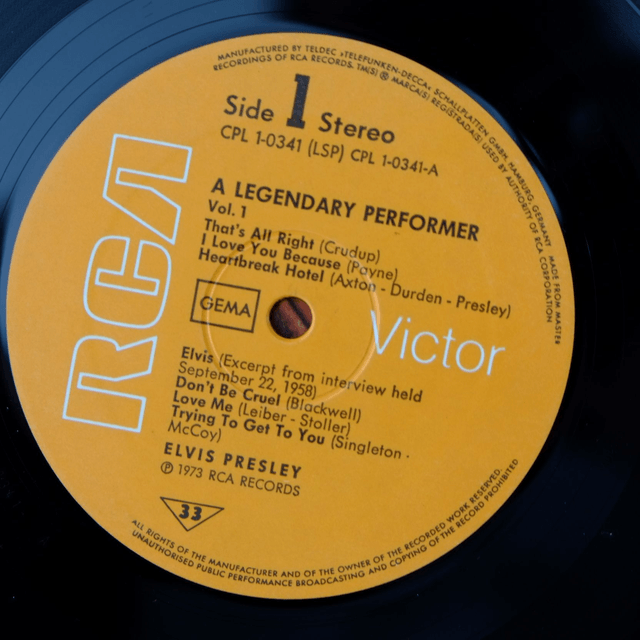 MANUFACTURED BY TELDEC »TELEFUNKEN-DECCA« SCHALLPLATTEN GMBH, HAMBURG, GERMANY MADE FROM MASTER
RECORDINGS OF RCA RECORDS. TM(S) ® MARCA(S) REGISTRADA(S) USED BY AUTHORITY OF RCA CORPORATION
Side 1 Stereo
CPL 1-0341 (LSP) CPL 1-0341-A
RCA
A LEGENDARY PERFORMER
Vol. 1
That's All Right (Crudup)
I Love You Because (Payne)
Heartbreak Hotel (Axton - Durden - Presley)
GEMA
Victor
Elvis (Excerpt from interview held
September 22, 1958)
Don't Be Cruel (Blackwell)
Love Me (Leiber - Stoller)
Trying To Get To You (Singleton -
McCoy)
ELVIS PRESLEY
℗ 1973 RCA RECORDS
33
ALL RIGHTS OF THE MANUFACTURER AND OF THE OWNER OF THE RECORDED WORK RESERVED.
UNAUTHORISED PUBLIC PERFORMANCE BROADCASTING AND COPYING OF THE RECORD PROHIBITED